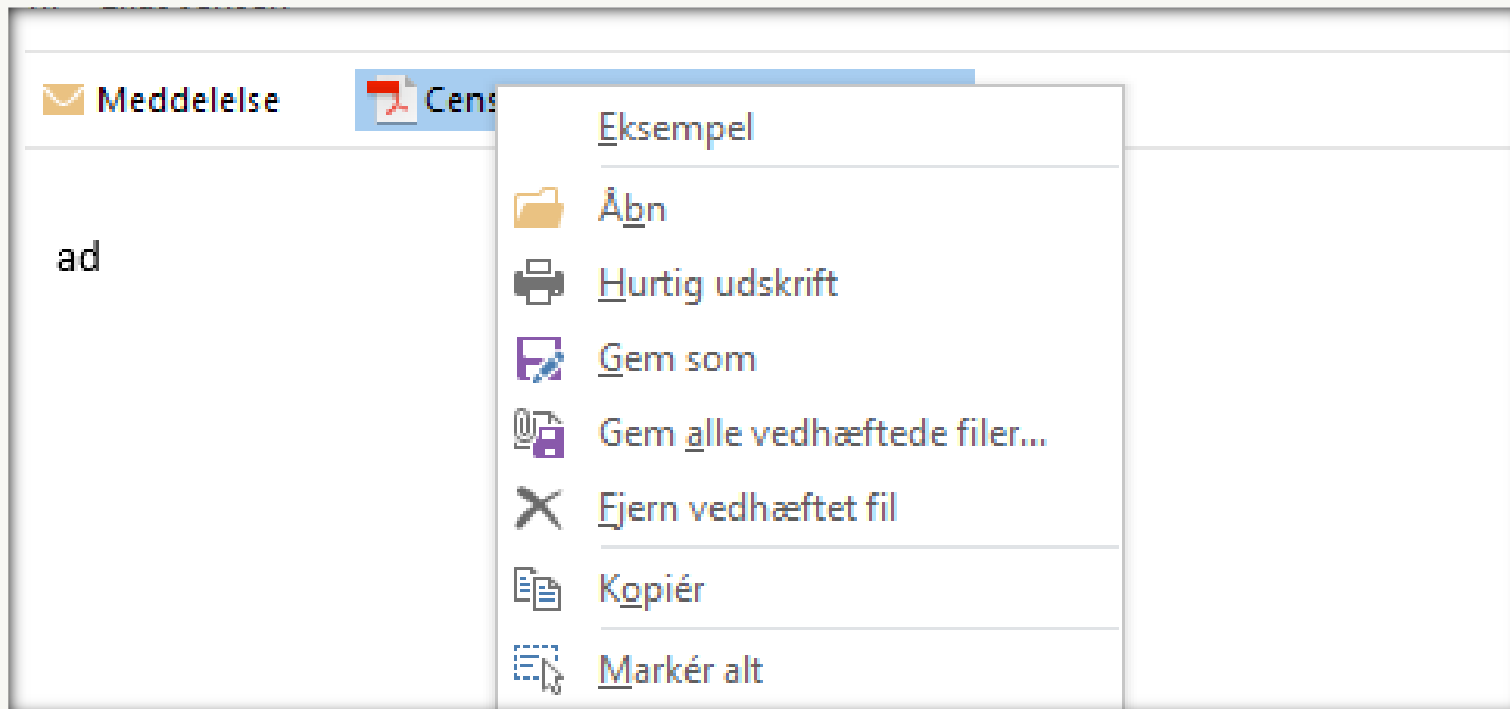 Meddelelse
Cens
Eksempel
Åbn
Hurtig udskrift
Gem som
Gem alle vedhæftede filer...
Fjern vedhæftet fil
Kopiér
Markér alt
ad